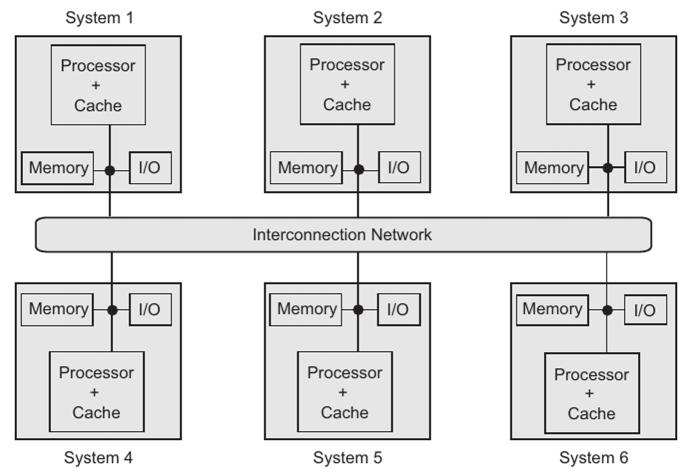 System 1
System 2
System 3
Processor
+
Cache
Processor
+
Cache
Processor
+
Cache
Memory
I/O
Memory
I/O
Memory
I/O
Interconnection Network
Memory
I/O
Memory
I/O
Memory
I/O
Processor
+
Cache
Processor
+
Cache
Processor
+
Cache
System 4
System 5
System 6